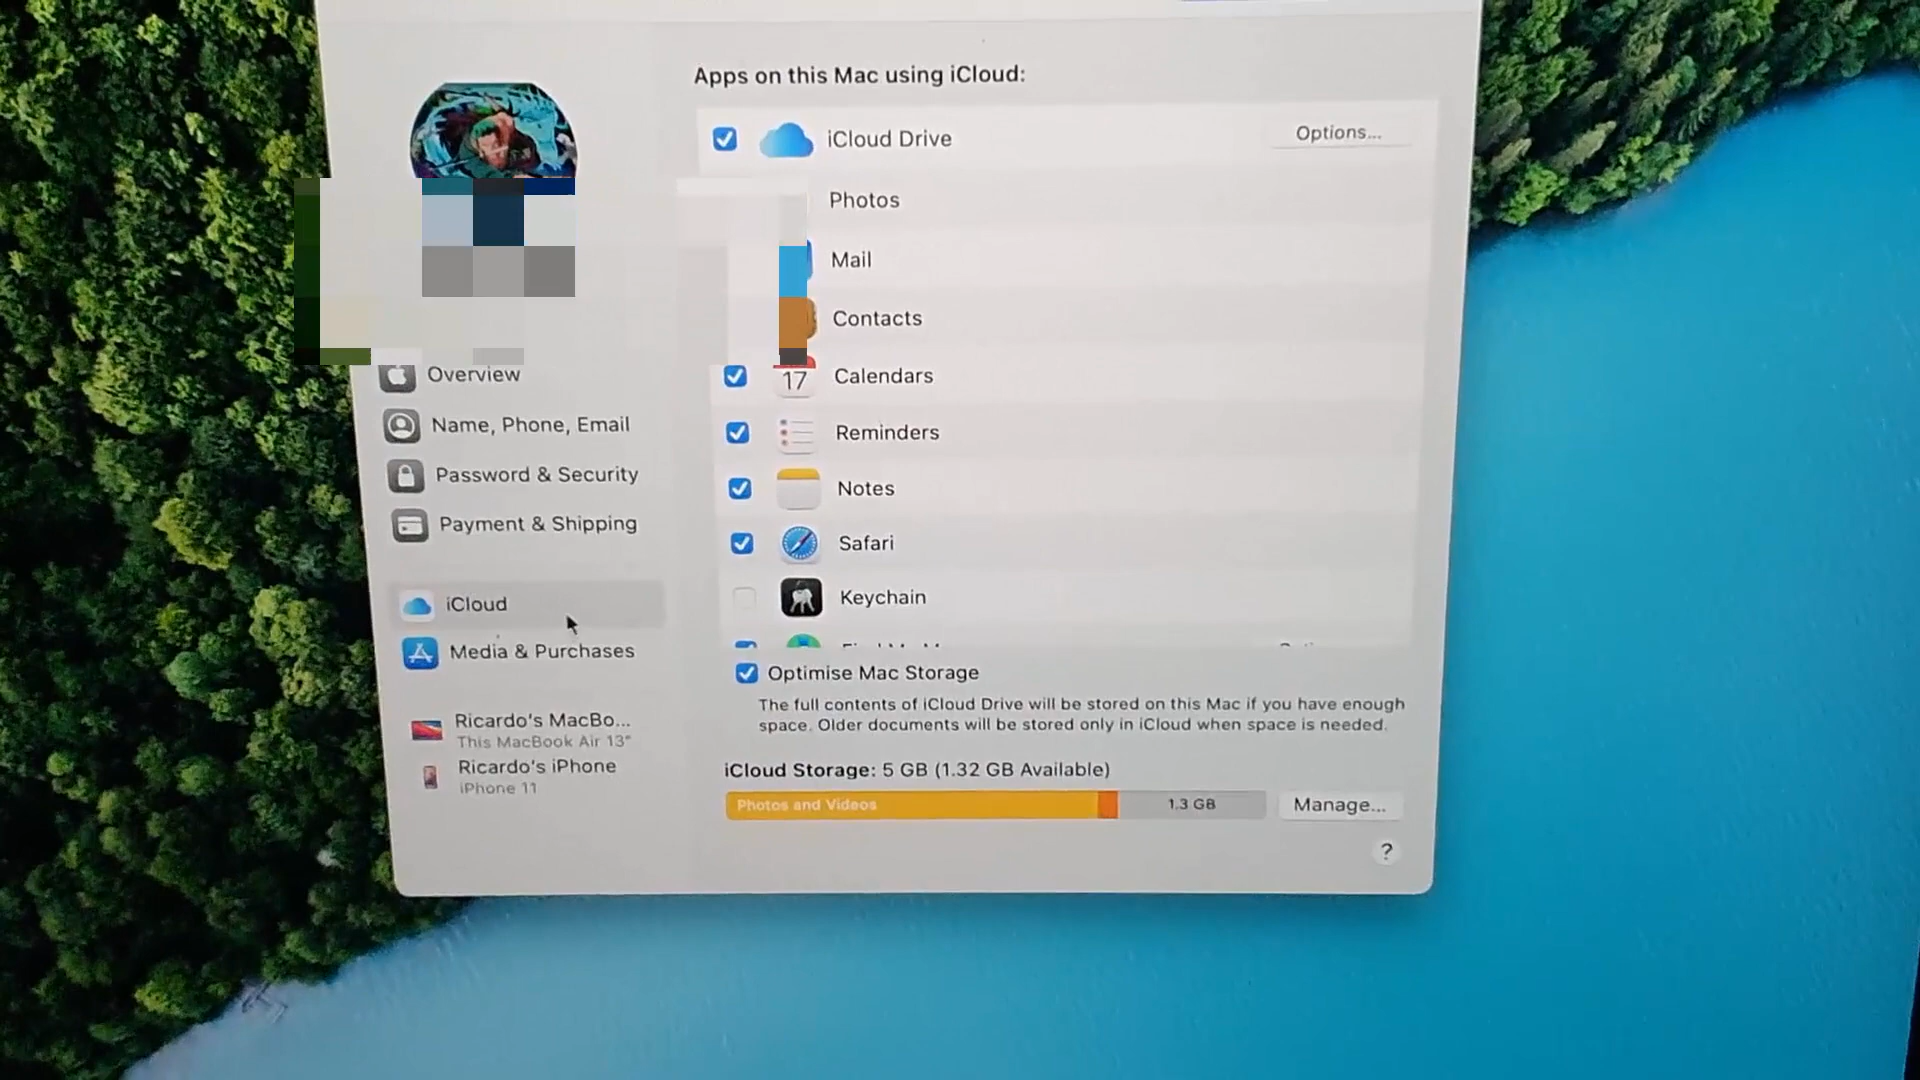 Apps on this Mac using iCloud:
iCloud Drive
Options...
Photos
Mail
Contacts
17
Calendars
Reminders
Notes
Safari
Keychain
Overview
Name, Phone, Email
Password & Security
Payment & Shipping
iCloud
Media & Purchases
Ricardo's MacBo...
This MacBook Air 13"
Ricardo's iPhone
iPhone 11
Optimise Mac Storage
The full contents of iCloud Drive will be stored on this Mac if you have enough
space. Older documents will be stored only in iCloud when space is needed.
iCloud Storage: 5 GB (1.32 GB Available)
Photos and Videos
1.3 GB
Manage...
?